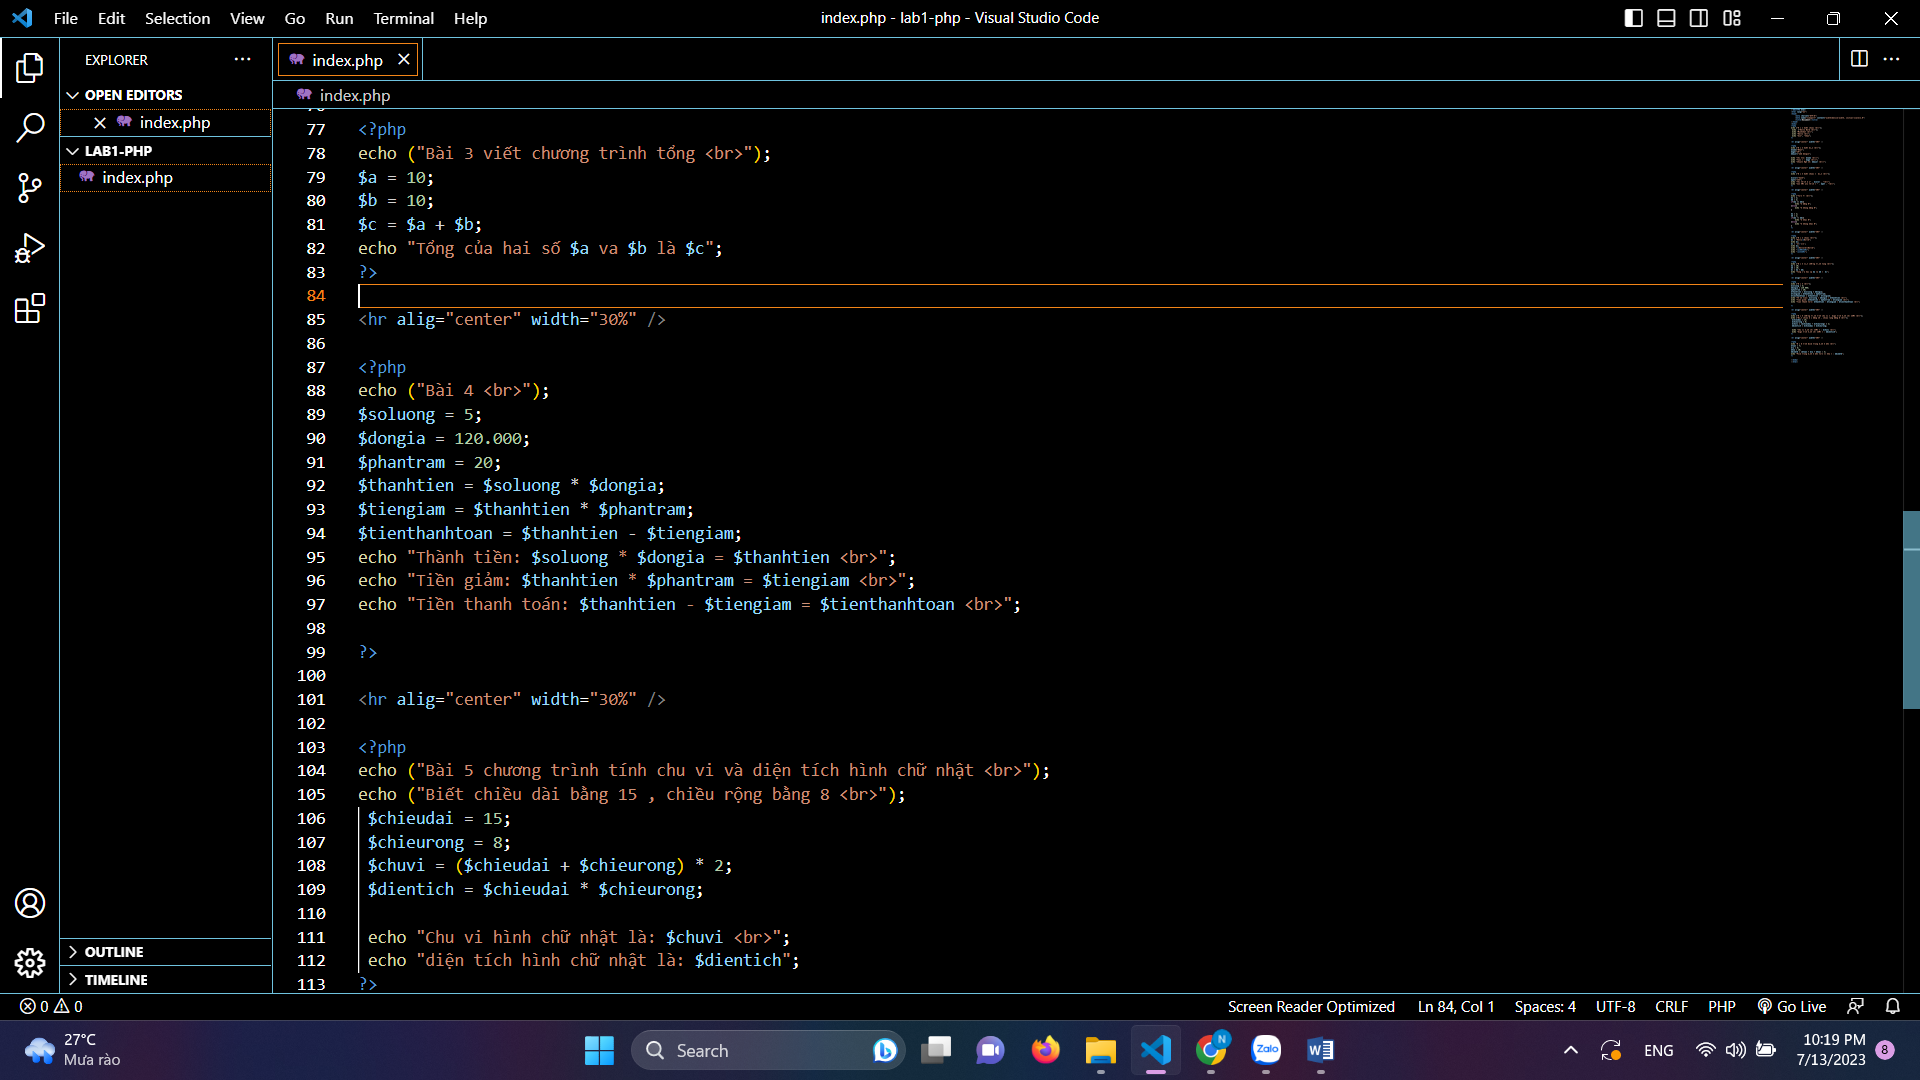 File Edit Selection View Go Run Terminal Help
index.php - lab1-php - Visual Studio Code
EXPLORER
OPEN EDITORS
index.php
LAB1-PHP
index.php
OUTLINE
TIMELINE
index.php
index.php
77 <?php
78 echo ("Bài 3 viết chương trình tổng <br>");
79 $a = 10;
80 $b = 10;
81 $c = $a + $b;
82 echo "Tổng của hai số $a va $b là $c";
83 ?>
84
85 <hr alig="center" width="30%" />
86
87 <?php
88 echo ("Bài 4 <br>");
89 $soluong = 5;
90 $dongia = 120.000;
91 $phantram = 20;
92 $thanhtien = $soluong * $dongia;
93 $tiengiam = $thanhtien * $phantram;
94 $tienthanhtoan = $thanhtien - $tiengiam;
95 echo "Thành tiền: $soluong * $dongia = $thanhtien <br>";
96 echo "Tiền giảm: $thanhtien * $phantram = $tiengiam <br>";
97 echo "Tiền thanh toán: $thanhtien - $tiengiam = $tienthanhtoan <br>";
98
99 ?>
100
101 <hr alig="center" width="30%" />
102
103 <?php
104 echo ("Bài 5 chương trình tính chu vi và diện tích hình chữ nhật <br>");
105 echo ("Biết chiều dài bằng 15 , chiều rộng bằng 8 <br>");
106 $chieudai = 15;
107 $chieurong = 8;
108 $chuvi = ($chieudai + $chieurong) * 2;
109 $dientich = $chieudai * $chieurong;
110
111 echo "Chu vi hình chữ nhật là: $chuvi <br>";
112 echo "diện tích hình chữ nhật là: $dientich";
113 ?>
0 0
Screen Reader Optimized Ln 84, Col 1 Spaces: 4 UTF-8 CRLF PHP Go Live
27°C
Mưa rào
Search
N
Zalo
ENG
10:19 PM
7/13/2023
8